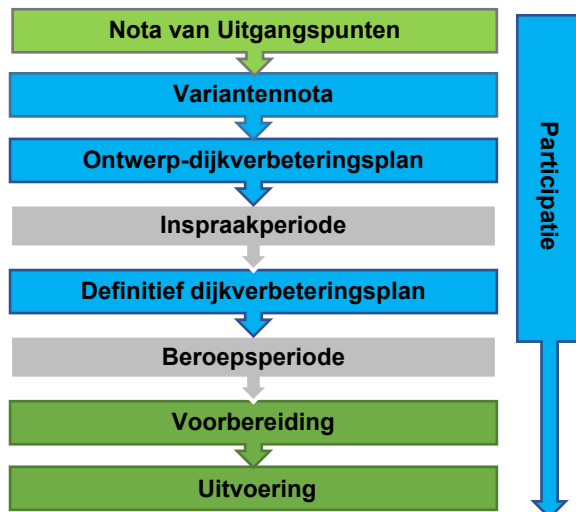 Nota van Uitgangspunten
Variantennota
Ontwerp-dijkverbeteringsplan
Inspraakperiode
Definitief dijkverbeteringsplan
Beroepsperiode
Voorbereiding
Uitvoering
Participatie